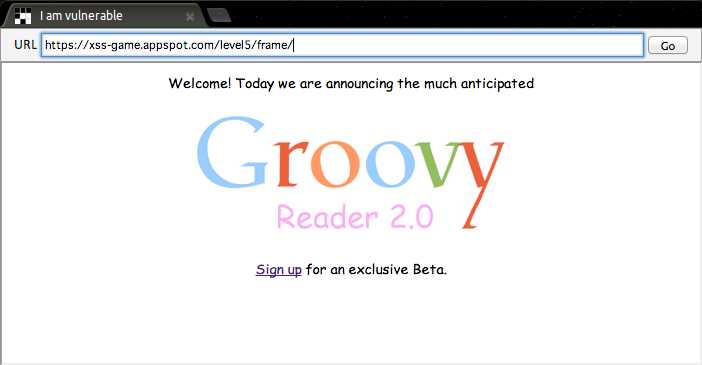 I am vulnerable
URL https://xss-game.appspot.com/level5/frame/ Go
Welcome! Today we are announcing the much anticipated
Groovy
Reader 2.0
Sign up for an exclusive Beta.